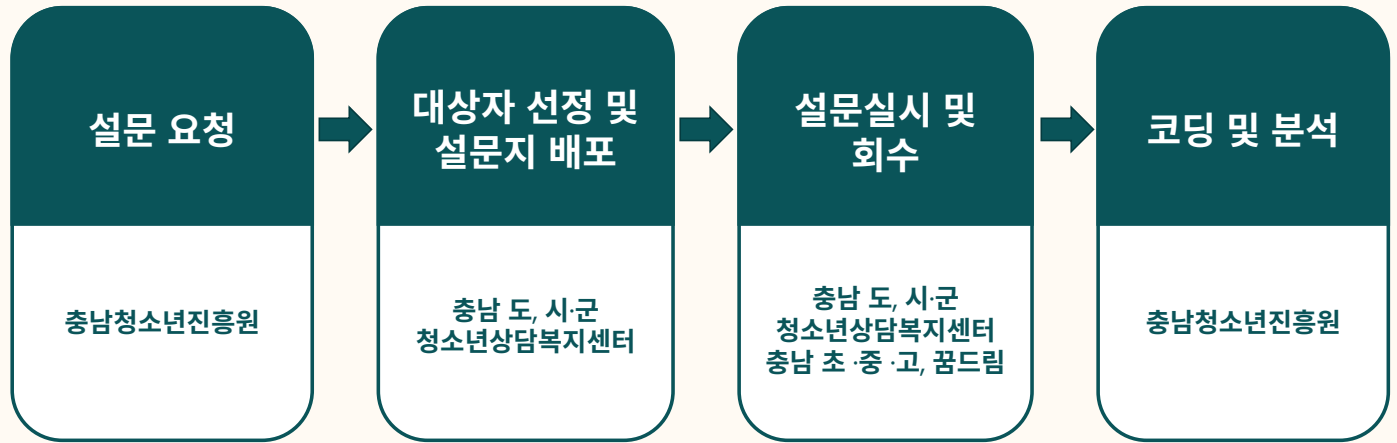 설문 요청
충남청소년진흥원
대상자 선정 및
설문지 배포
충남 도, 시·군
청소년상담복지센터
설문실시 및
회수
충남 도, 시·군
청소년상담복지센터
충남 초 ·중 ·고, 꿈드림
코딩 및 분석
충남청소년진흥원